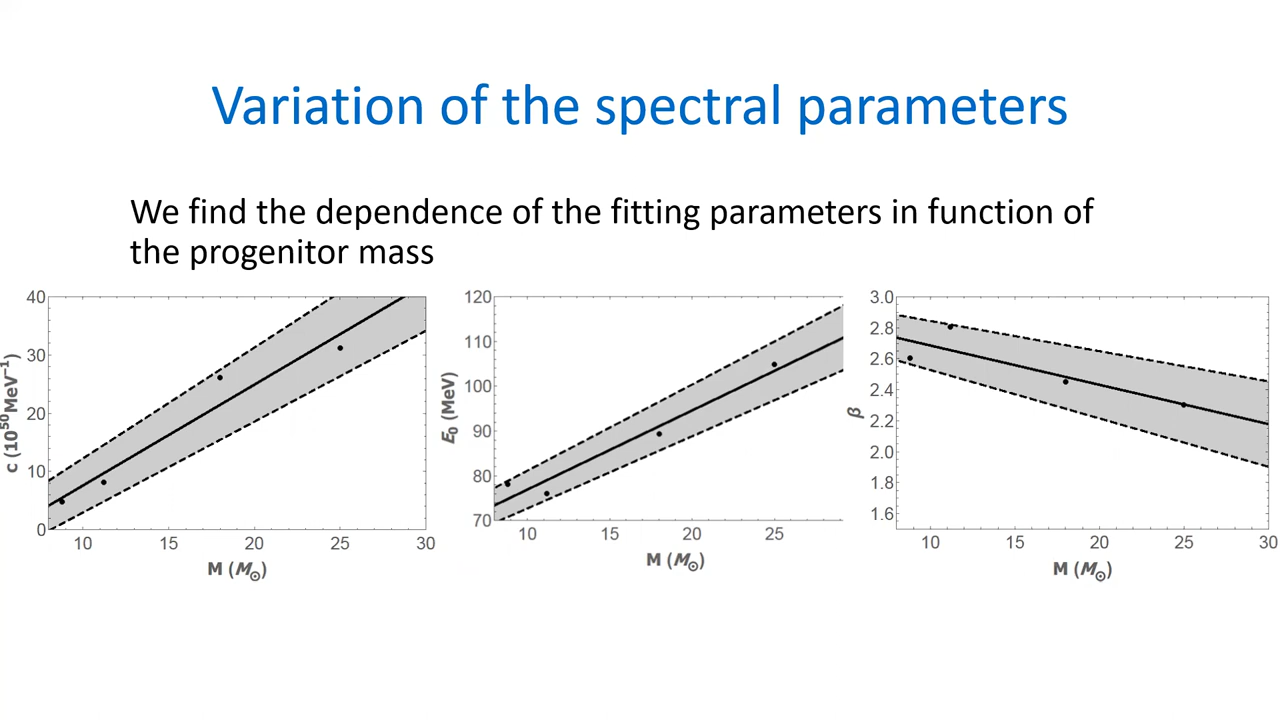 Variation of the spectral parameters
We find the dependence of the fitting parameters in function of
the progenitor mass
40
30
20
10
0
10 15 20 25 30
c (10⁵⁰MeV⁻¹)
M (M⊙)
120
110
100
90
80
70
10 15 20 25
E₀ (MeV)
M (M⊙)
3.0
2.8
2.6
2.4
2.2
2.0
1.8
1.6
10 15 20 25 30
β
M (M⊙)